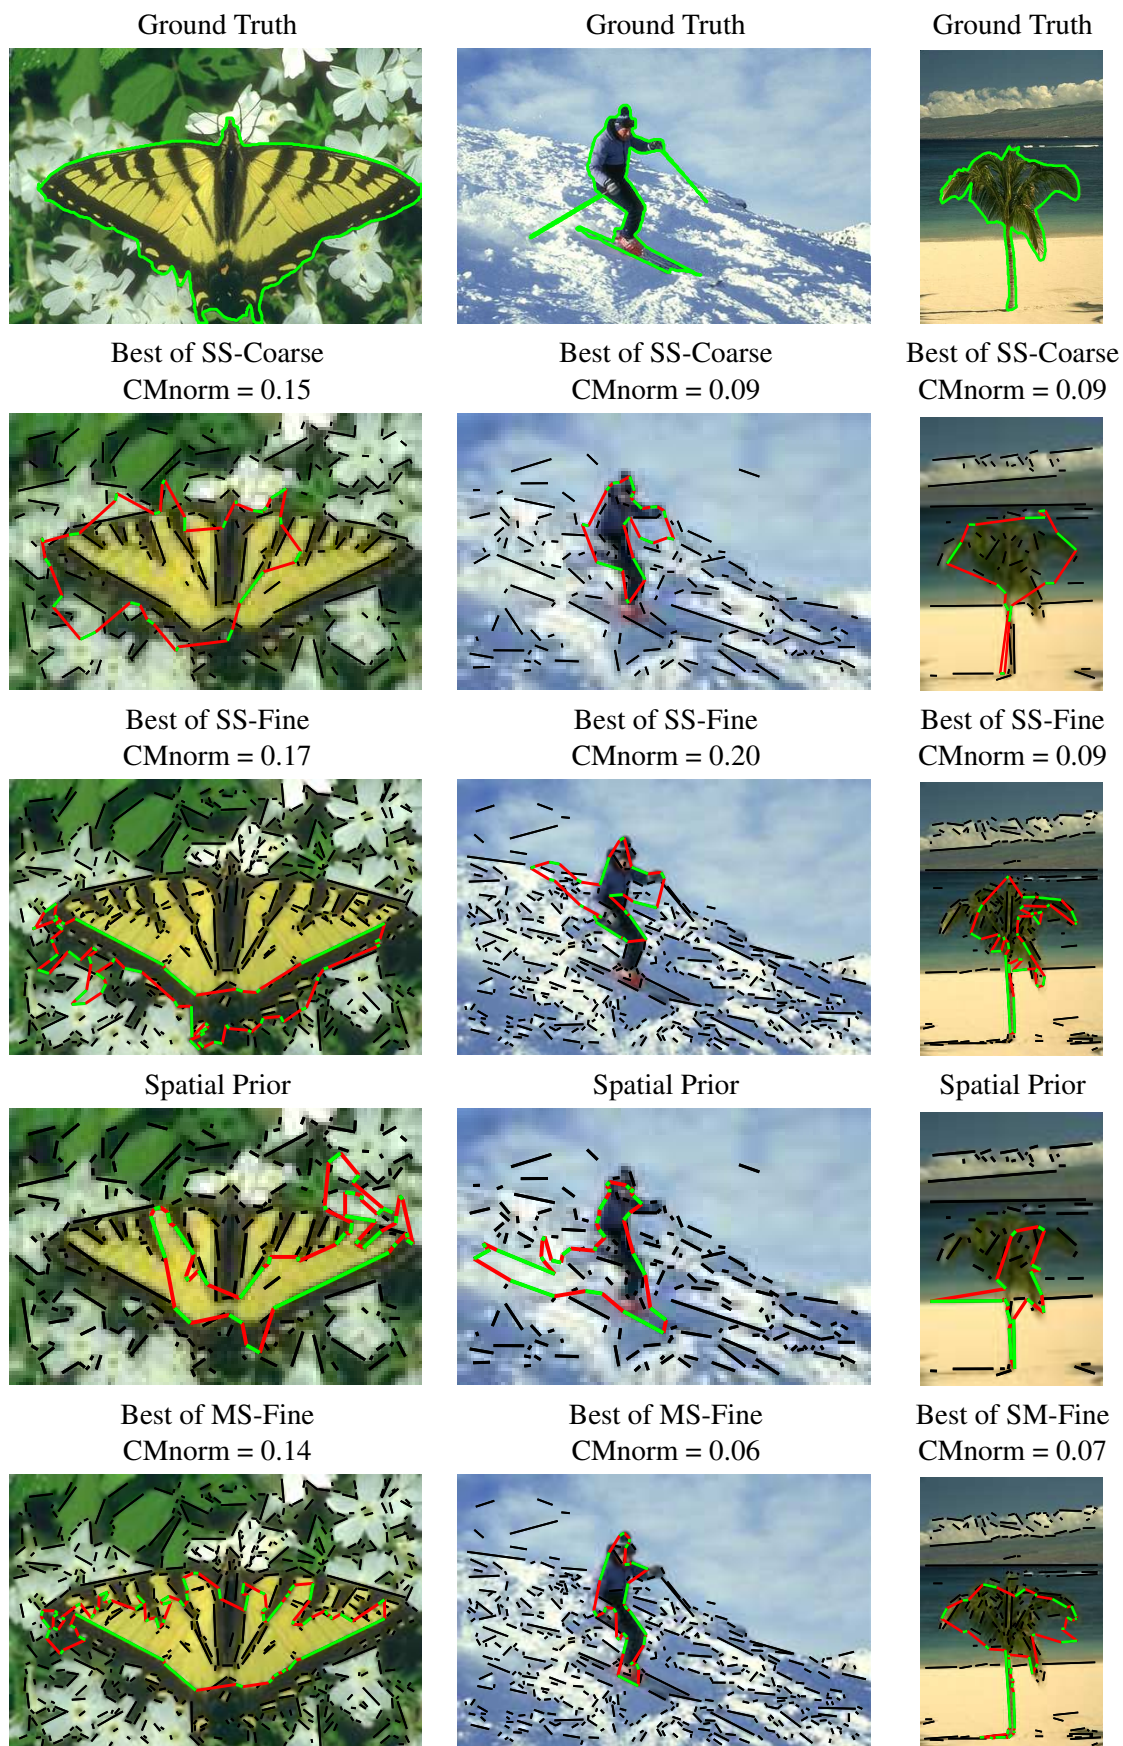 Ground Truth
Ground Truth
Ground Truth
Best of SS-Coarse
CMnorm = 0.15
Best of SS-Coarse
CMnorm = 0.09
Best of SS-Coarse
CMnorm = 0.09
Best of SS-Fine
CMnorm = 0.17
Best of SS-Fine
CMnorm = 0.20
Best of SS-Fine
CMnorm = 0.09
Spatial Prior
Spatial Prior
Spatial Prior
Best of MS-Fine
CMnorm = 0.14
Best of MS-Fine
CMnorm = 0.06
Best of SM-Fine
CMnorm = 0.07